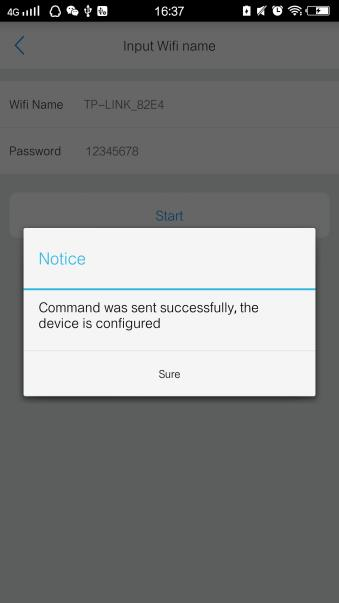 4G 16:37
Input Wifi name
Wifi Name TP-LINK_82E4
Password 12345678
Start
Notice
Command was sent successfully, the
device is configured
Sure